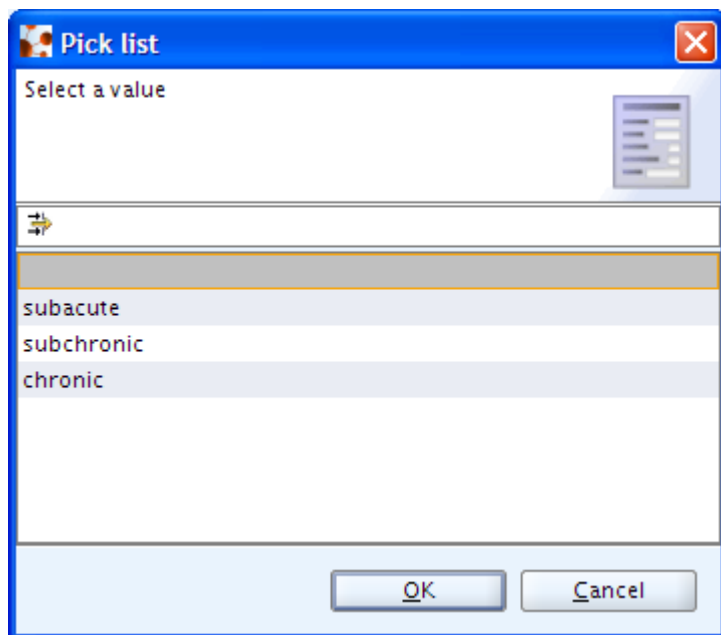 Pick list
Select a value
subacute
subchronic
chronic
OK
Cancel